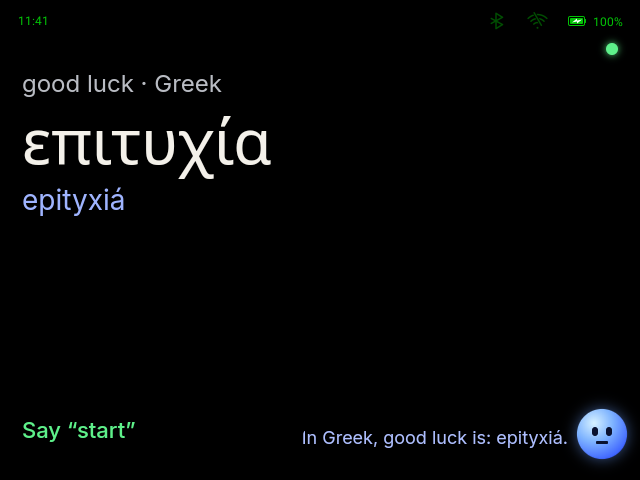 11:41
100%
good luck · Greek
επιτυχία
epityxiá
Say “start”
In Greek, good luck is: epityxiá.